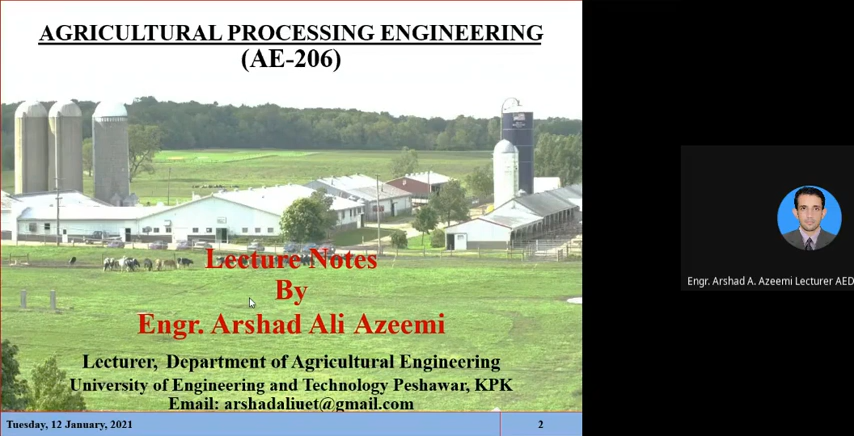 AGRICULTURAL PROCESSING ENGINEERING
(AE-206)
Lecture Notes
By
Engr. Arshad Ali Azeemi
Lecturer, Department of Agricultural Engineering
University of Engineering and Technology Peshawar, KPK
Email: arshadaliuet@gmail.com
Tuesday, 12 January, 2021
2
Engr. Arshad A. Azeemi Lecturer AED